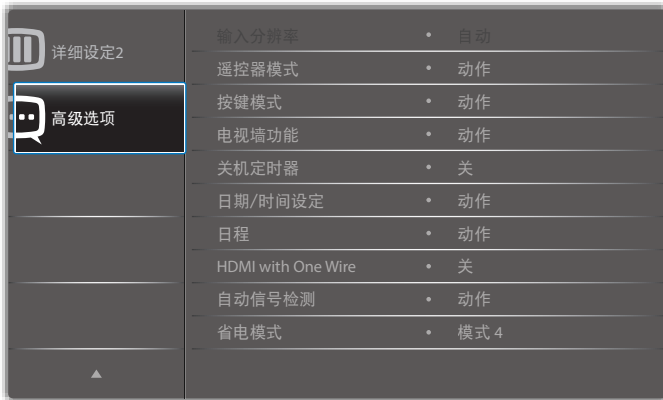 详细设定2
高级选项
输入分辨率 • 自动
遥控器模式 • 动作
按键模式 • 动作
电视墙功能 • 动作
关机定时器 • 关
日期/时间设定 • 动作
日程 • 动作
HDMI with One Wire • 关
自动信号检测 • 动作
省电模式 • 模式 4